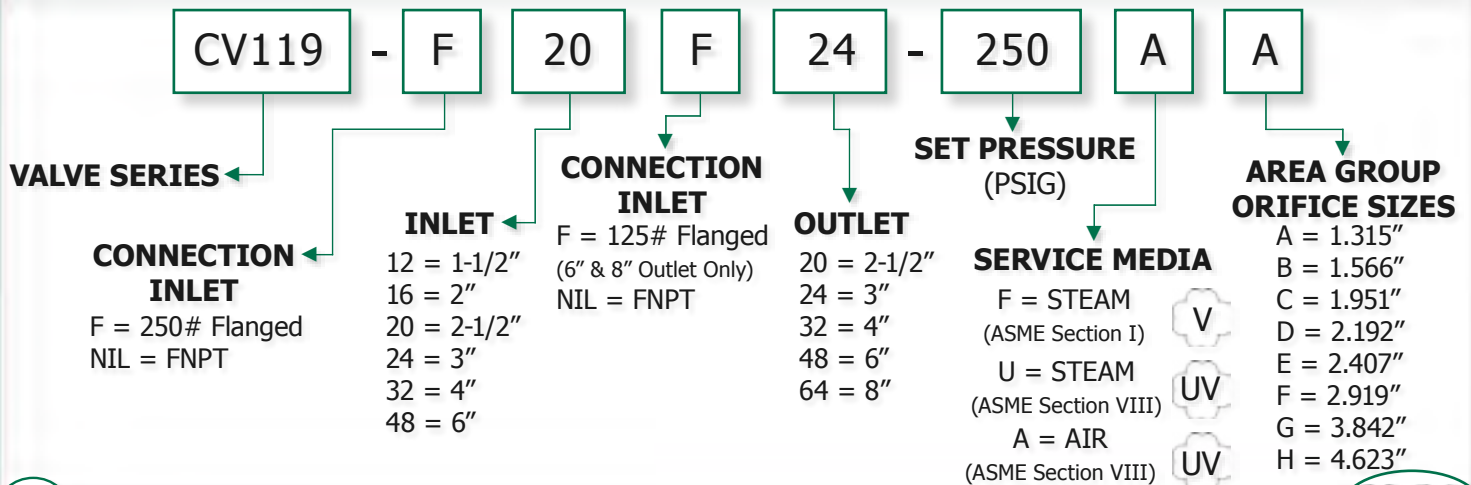 CV119 - F 20 F 24 - 250 A A
VALVE SERIES
CONNECTION
INLET
F = 250# Flanged
NIL = FNPT
INLET
12 = 1-1/2”
16 = 2”
20 = 2-1/2”
24 = 3”
32 = 4”
48 = 6”
CONNECTION
INLET
F = 125# Flanged
(6” & 8” Outlet Only)
NIL = FNPT
OUTLET
20 = 2-1/2”
24 = 3”
32 = 4”
48 = 6”
64 = 8”
SET PRESSURE
(PSIG)
SERVICE MEDIA
F = STEAM
(ASME Section I)
V
U = STEAM
(ASME Section VIII)
UV
A = AIR
(ASME Section VIII)
UV
AREA GROUP
ORIFICE SIZES
A = 1.315”
B = 1.566”
C = 1.951”
D = 2.192”
E = 2.407”
F = 2.919”
G = 3.842”
H = 4.623”